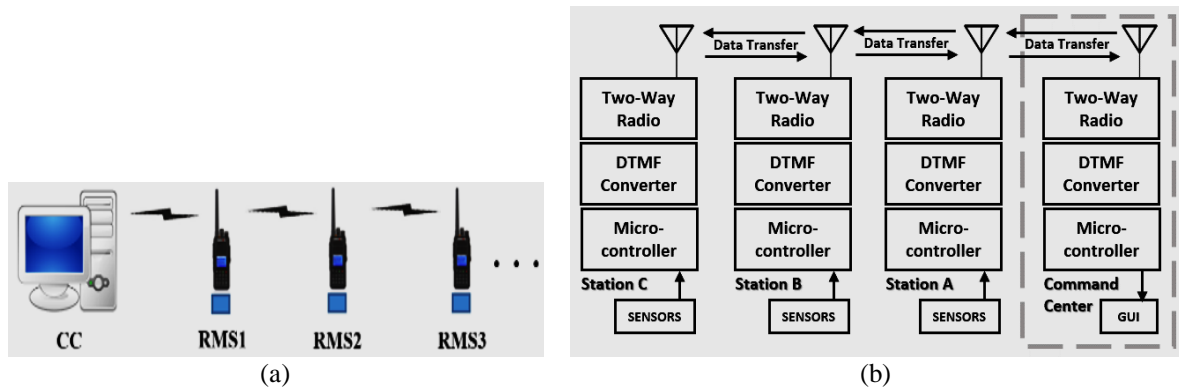 CC
RMS1
RMS2
RMS3
. . .
(a)
Data Transfer
Data Transfer
Data Transfer
Two-Way
Radio
DTMF
Converter
Micro-
controller
Station C
SENSORS
Two-Way
Radio
DTMF
Converter
Micro-
controller
Station B
SENSORS
Two-Way
Radio
DTMF
Converter
Micro-
controller
Station A
SENSORS
Two-Way
Radio
DTMF
Converter
Micro-
controller
Command
Center
GUI
(b)